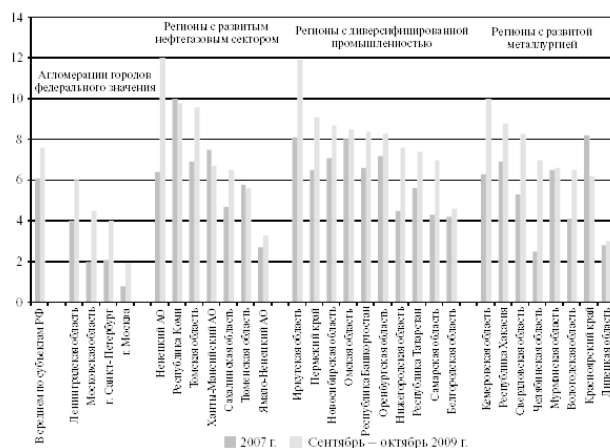 14
12
10
8
6
4
2
0
Агломерации городов
федерального значения
Регионы с развитым
нефтегазовым сектором
Регионы с диверсифицированной
промышленностью
Регионы с развитой
металлургией
В среднем по субъектам РФ
Ленинградская область
Московская область
г. Санкт-Петербург
г. Москва
Ненецкий АО
Республика Коми
Томская область
Ханты-Мансийский АО
Сахалинская область
Тюменская область
Ямало-Ненецкий АО
Иркутская область
Пермский край
Новосибирская область
Омская область
Республика Башкортостан
Оренбургская область
Нижегородская область
Республика Татарстан
Самарская область
Белгородская область
Кемеровская область
Республика Хакасия
Свердловская область
Челябинская область
Мурманская область
Вологодская область
Красноярский край
Липецкая область
2007 г.
Сентябрь – октябрь 2009 г.